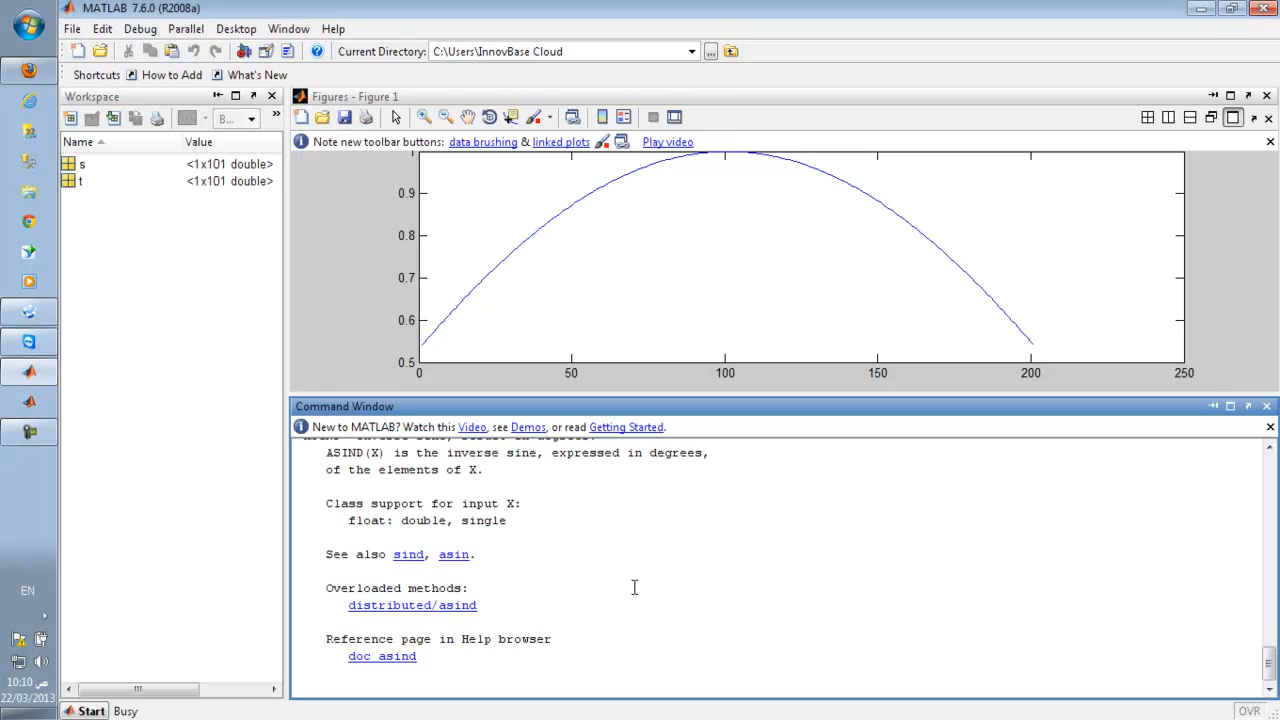 MATLAB 7.6.0 (R2008a)
File Edit Debug Parallel Desktop Window Help
Current Directory: C:\Users\InnovBase Cloud
Shortcuts How to Add What's New
Workspace
B...
Name Value
s <1x101 double>
t <1x101 double>
Figures - Figure 1
Note new toolbar buttons: data brushing & linked plots Play video
1
0.9
0.8
0.7
0.6
0.5
0 50 100 150 200 250
Command Window
New to MATLAB? Watch this Video, see Demos, or read Getting Started.
ASIND(X) is the inverse sine, expressed in degrees,
of the elements of X.
Class support for input X:
float: double, single
See also sind, asin.
Overloaded methods:
distributed/asind
Reference page in Help browser
doc asind
EN
10:10 ص
22/03/2013
Start Busy
OVR